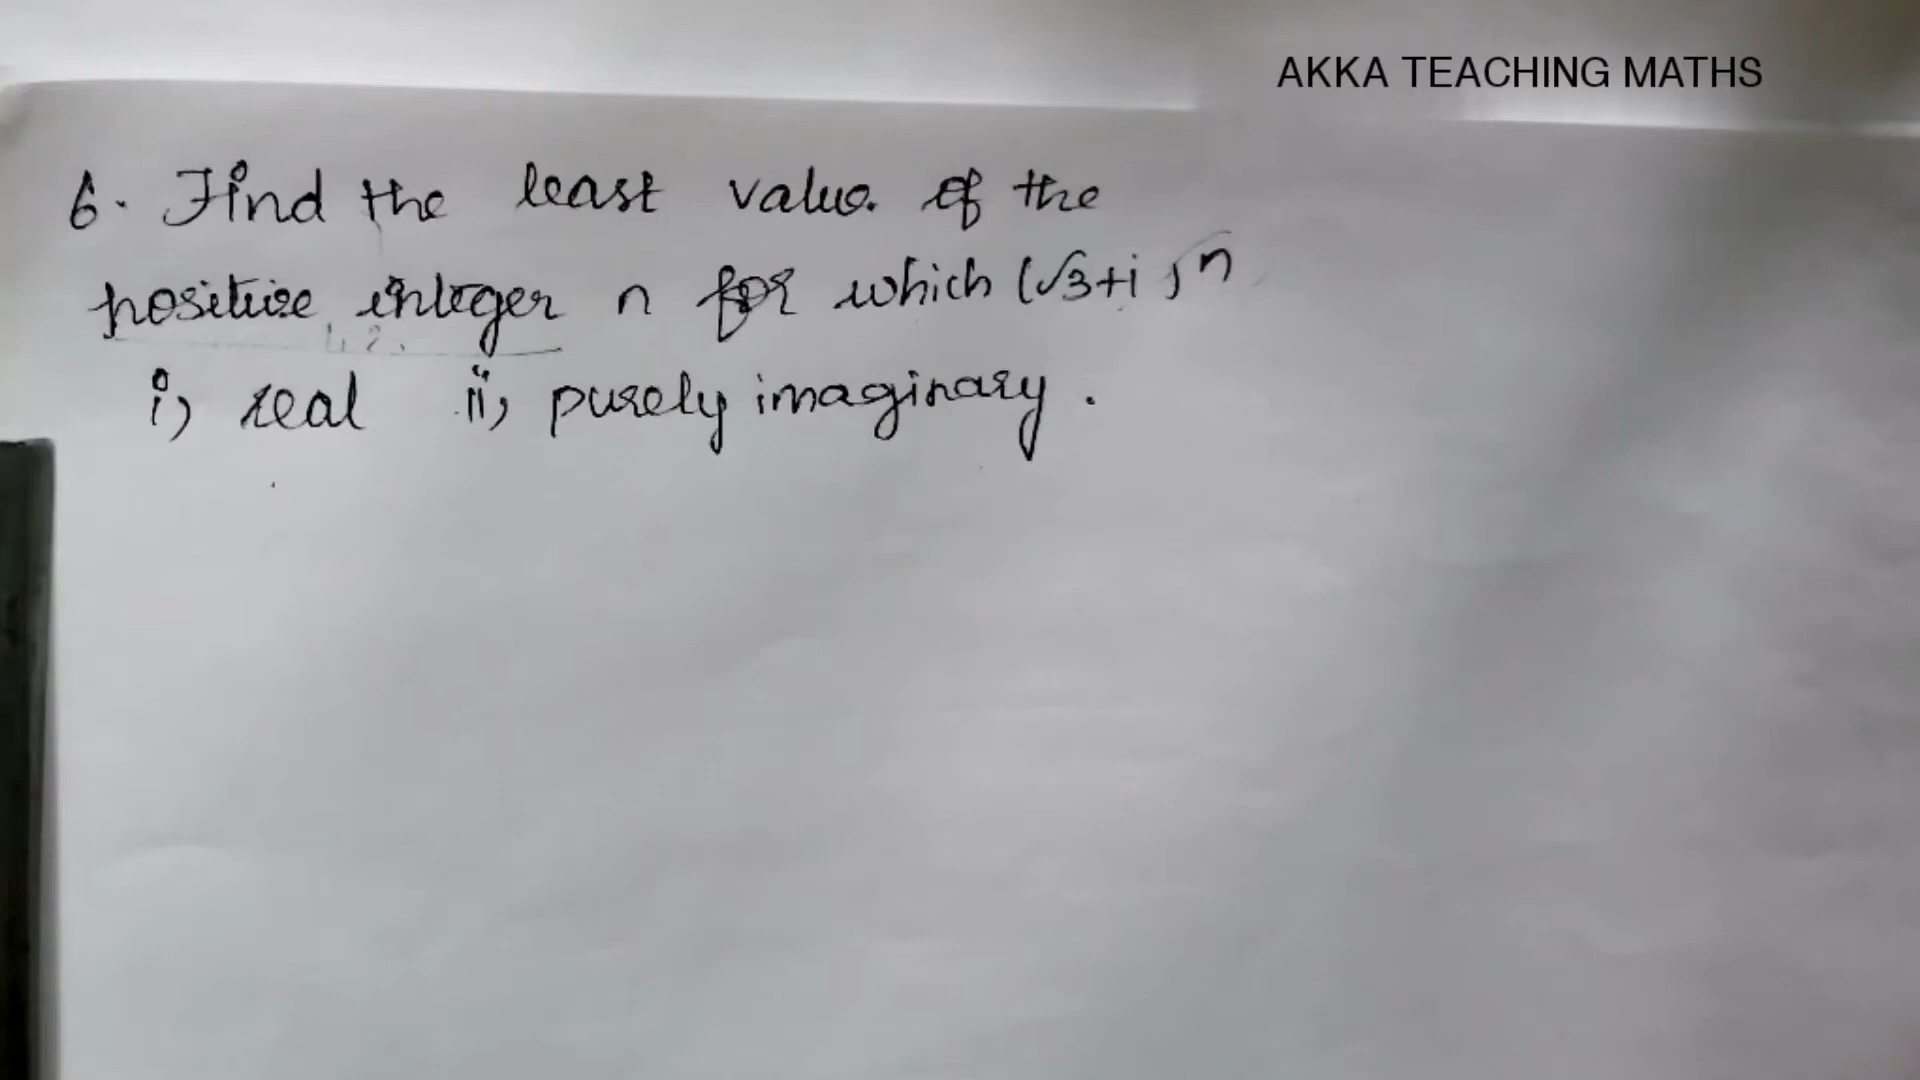 AKKA TEACHING MATHS
6. Find the least value of the
positive integer n for which (√3+i)ⁿ
i) real ii) purely imaginary.